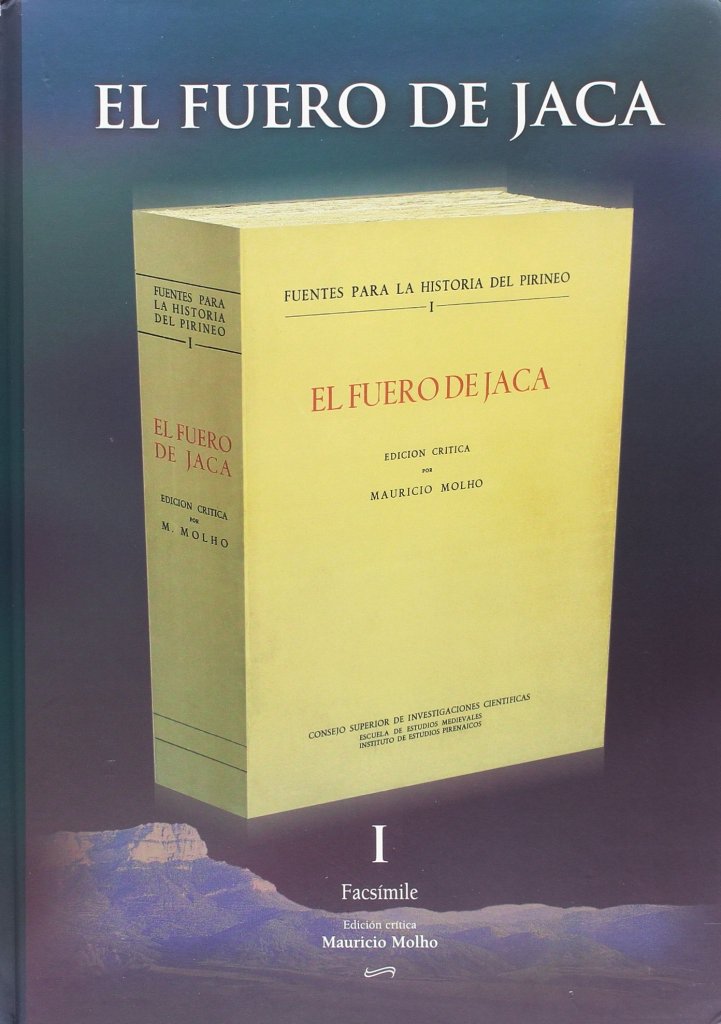 EL FUERO DE JACA
FUENTES PARA
LA HISTORIA
DEL PIRINEO
I
EL FUERO
DE JACA
EDICION CRITICA
POR
M. MOLHO
FUENTES PARA LA HISTORIA DEL PIRINEO
I
EL FUERO DE JACA
EDICION CRITICA
POR
MAURICIO MOLHO
CONSEJO SUPERIOR DE INVESTIGACIONES CIENTIFICAS
ESCUELA DE ESTUDIOS MEDIEVALES
INSTITUTO DE ESTUDIOS PIRENAICOS
I
Facsímile
Edición crítica
Mauricio Molho